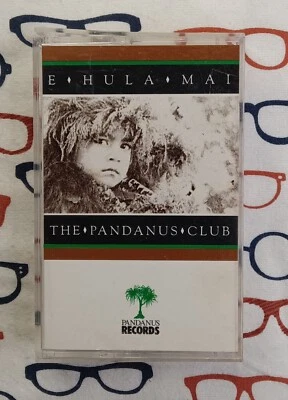 E ♦ HULA ♦ MAI
THE ♦ PANDANUS ♦ CLUB
PANDANUS
RECORDS